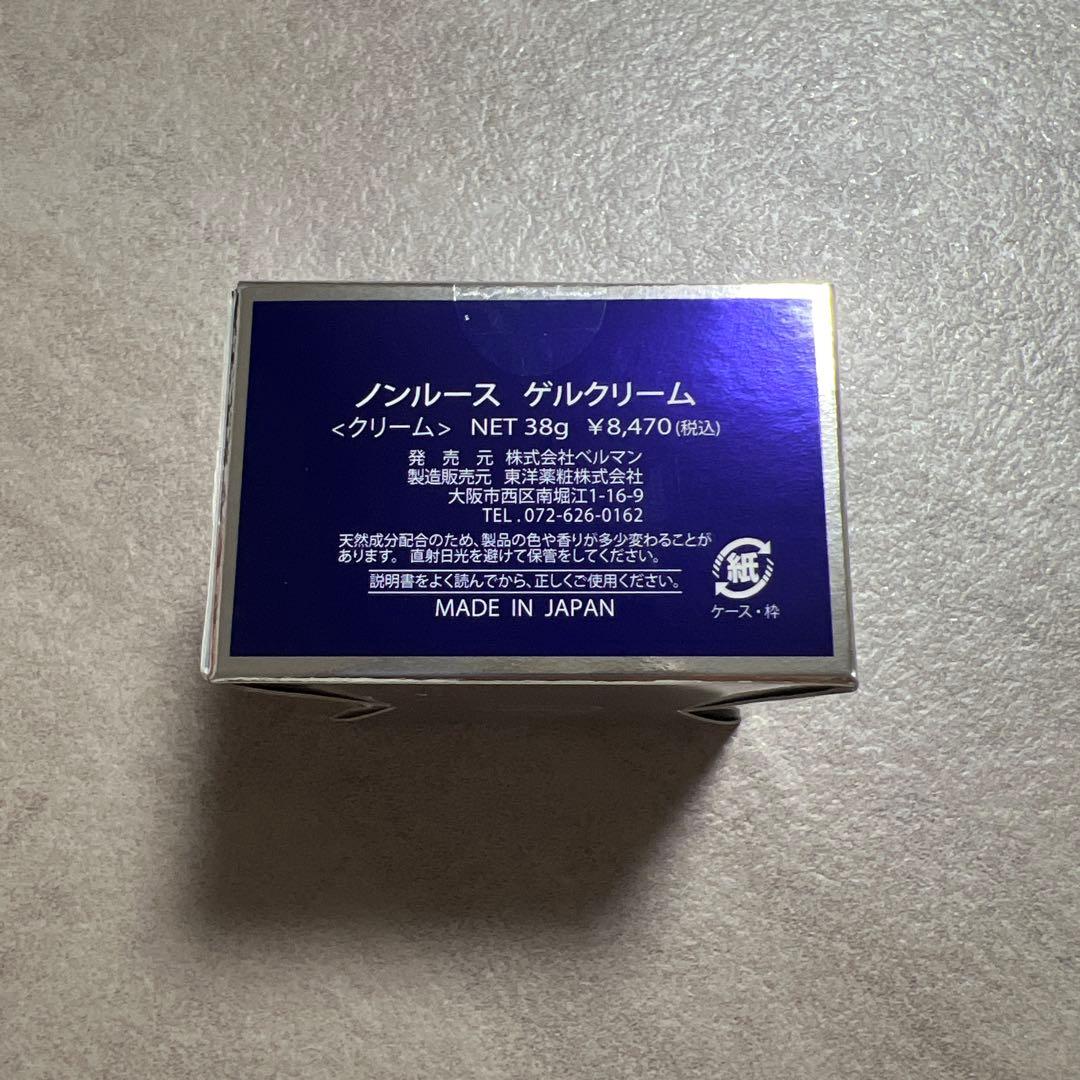 ノンルース ゲルクリーム
<クリーム> NET 38g ¥8,470(税込)
発 売 元 株式会社ベルマン
製造販売元 東洋薬粧株式会社
大阪市西区南堀江1-16-9
TEL.072-626-0162
天然成分配合のため、製品の色や香りが多少変わることが
あります。直射日光を避けて保管をしてください。
説明書をよく読んでから、正しくご使用ください。
MADE IN JAPAN
紙
ケース・枠